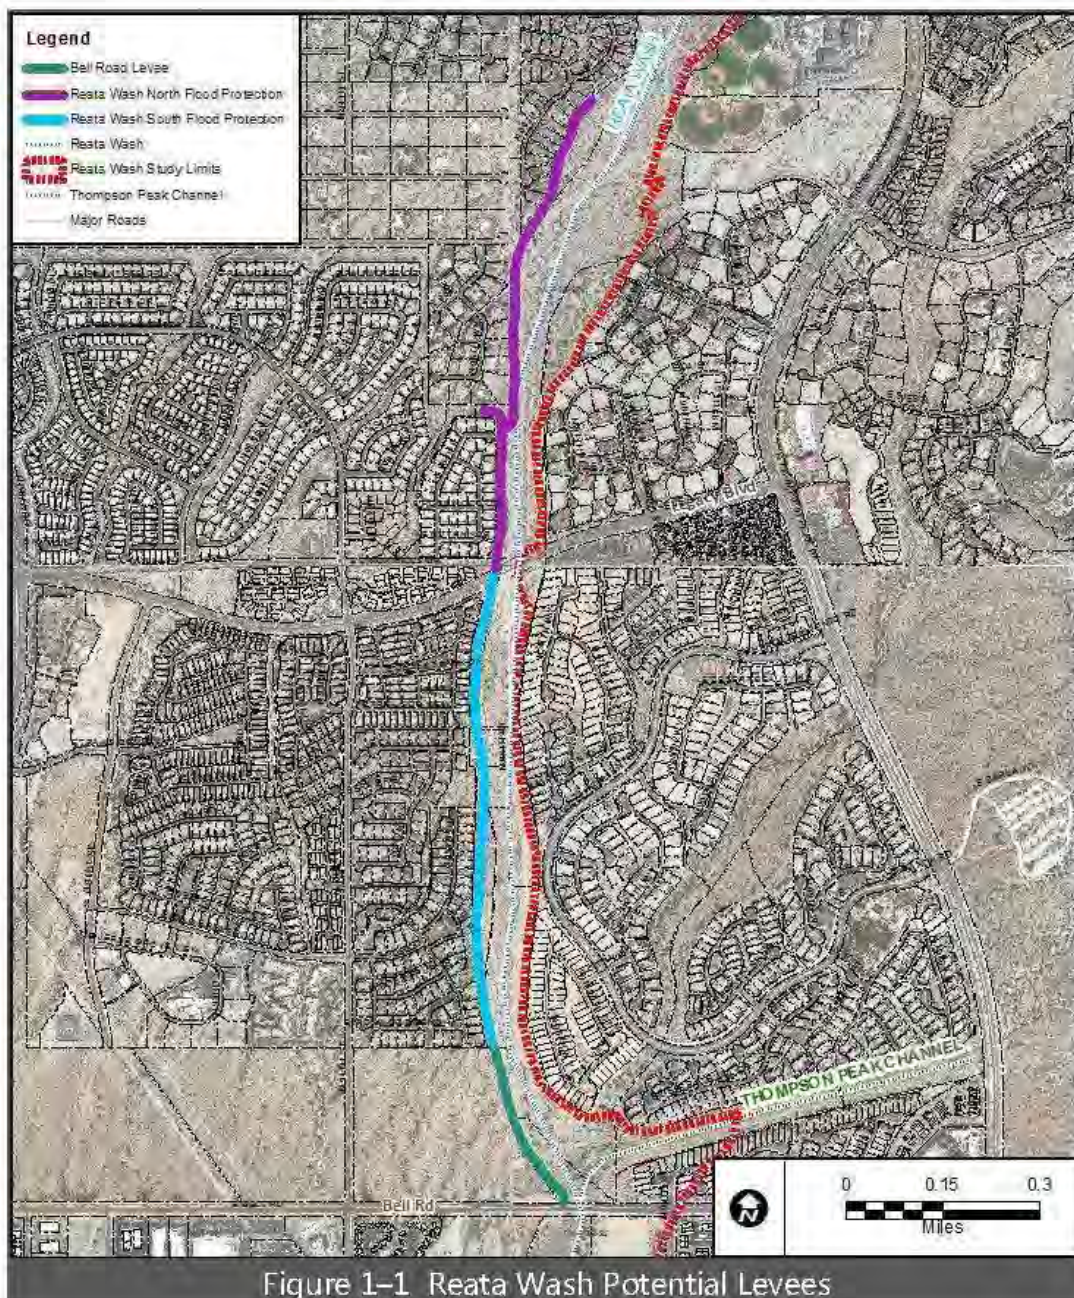 Legend
Bell Road Levee
Reata Wash North Flood Protection
Reata Wash South Flood Protection
Reata Wash
Reata Wash Study Limits
Thompson Peak Channel
Major Roads
REATA WASH
Legacy Blvd
THOMPSON PEAK CHANNEL
Bell Rd
N
0 0.15 0.3
Miles
Figure 1–1 Reata Wash Potential Levees